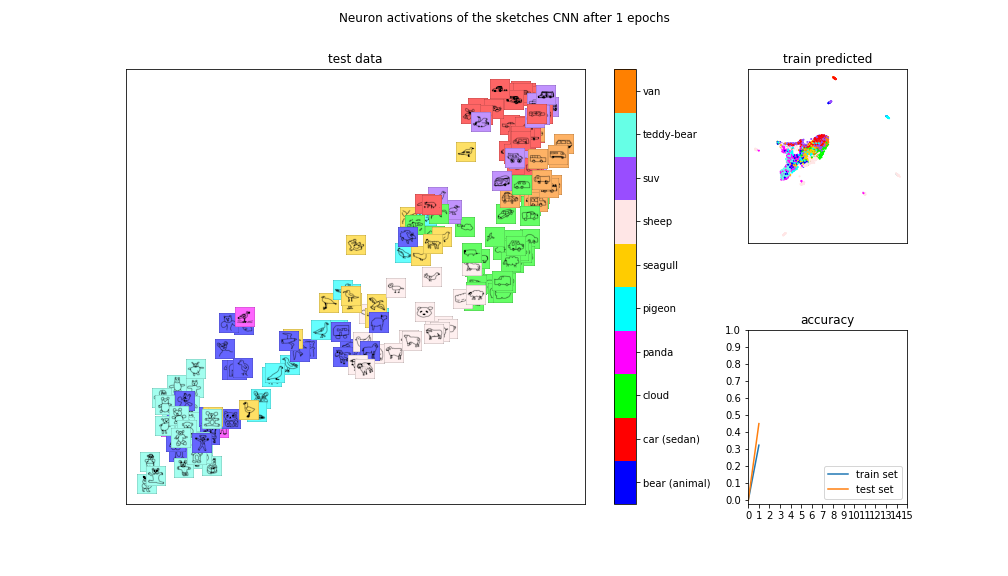 Neuron activations of the sketches CNN after 1 epochs
test data
van
teddy-bear
suv
sheep
seagull
pigeon
panda
cloud
car (sedan)
bear (animal)
train predicted
accuracy
1.0
0.9
0.8
0.7
0.6
0.5
0.4
0.3
0.2
0.1
0.0
train set
test set
0 1 2 3 4 5 6 7 8 9 10 11 12 13 14 15